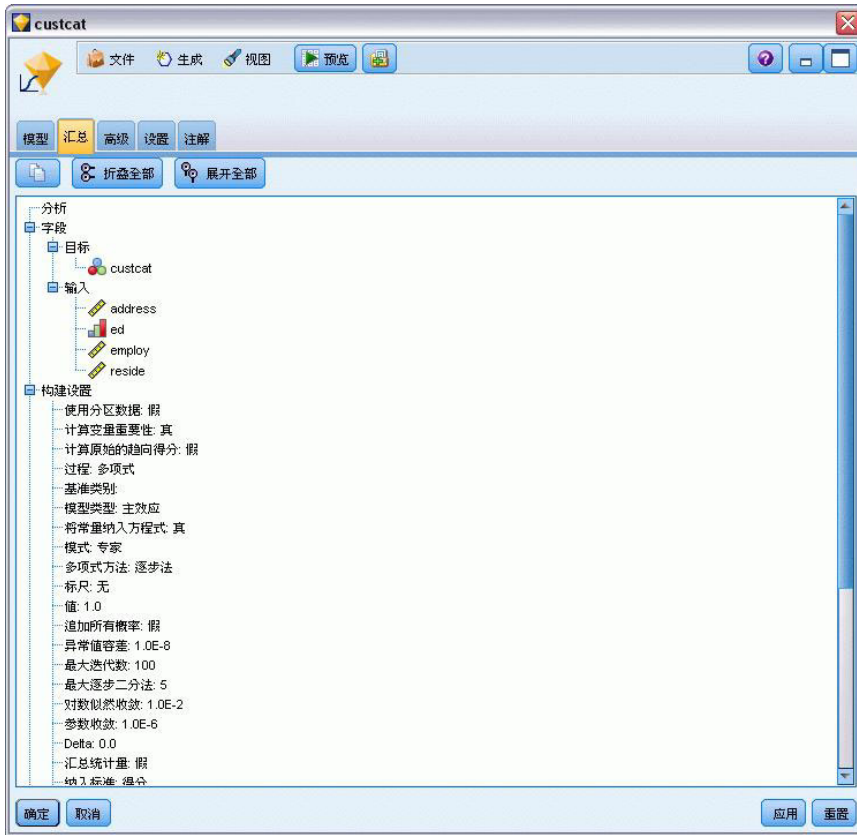 custcat
文件 生成 视图 预览
模型 汇总 高级 设置 注解
折叠全部 展开全部
分析
字段
目标
custcat
输入
address
ed
employ
reside
构建设置
使用分区数据: 假
计算变量重要性: 真
计算原始的趋向得分: 假
过程: 多项式
基准类别:
模型类型: 主效应
将常量纳入方程式: 真
模式: 专家
多项式方法: 逐步法
标尺: 无
值: 1.0
追加所有概率: 假
异常值容差: 1.0E-8
最大迭代数: 100
最大逐步二分法: 5
对数似然收敛: 1.0E-2
参数收敛: 1.0E-6
Delta: 0.0
汇总统计量: 假
纳入标准: 得分
确定 取消 应用 重置